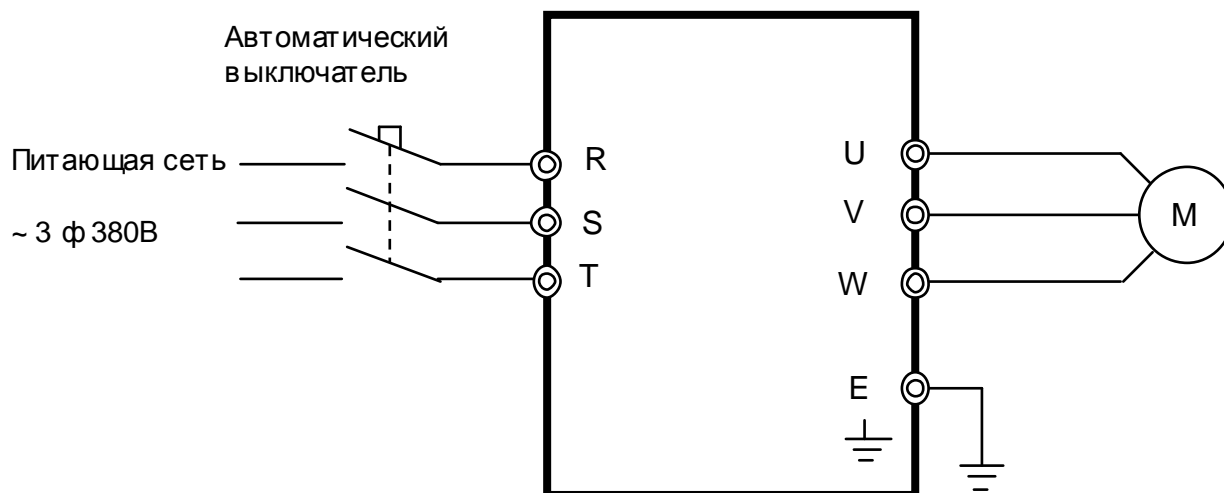 Автоматический
выключатель
Питающая сеть
~ 3 ф 380В
R
S
T
U
V
W
E
M